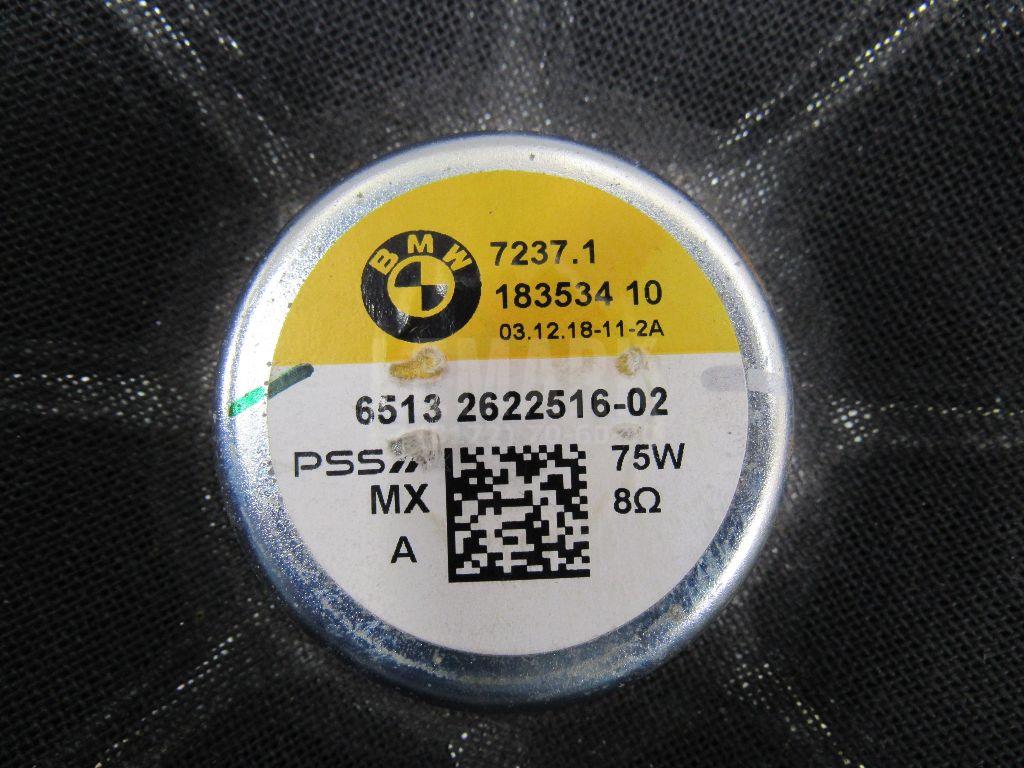 BMW
7237.1
183534 10
03.12.18-11-2A
6513 2622516-02
PSS
75W
MX
8Ω
A